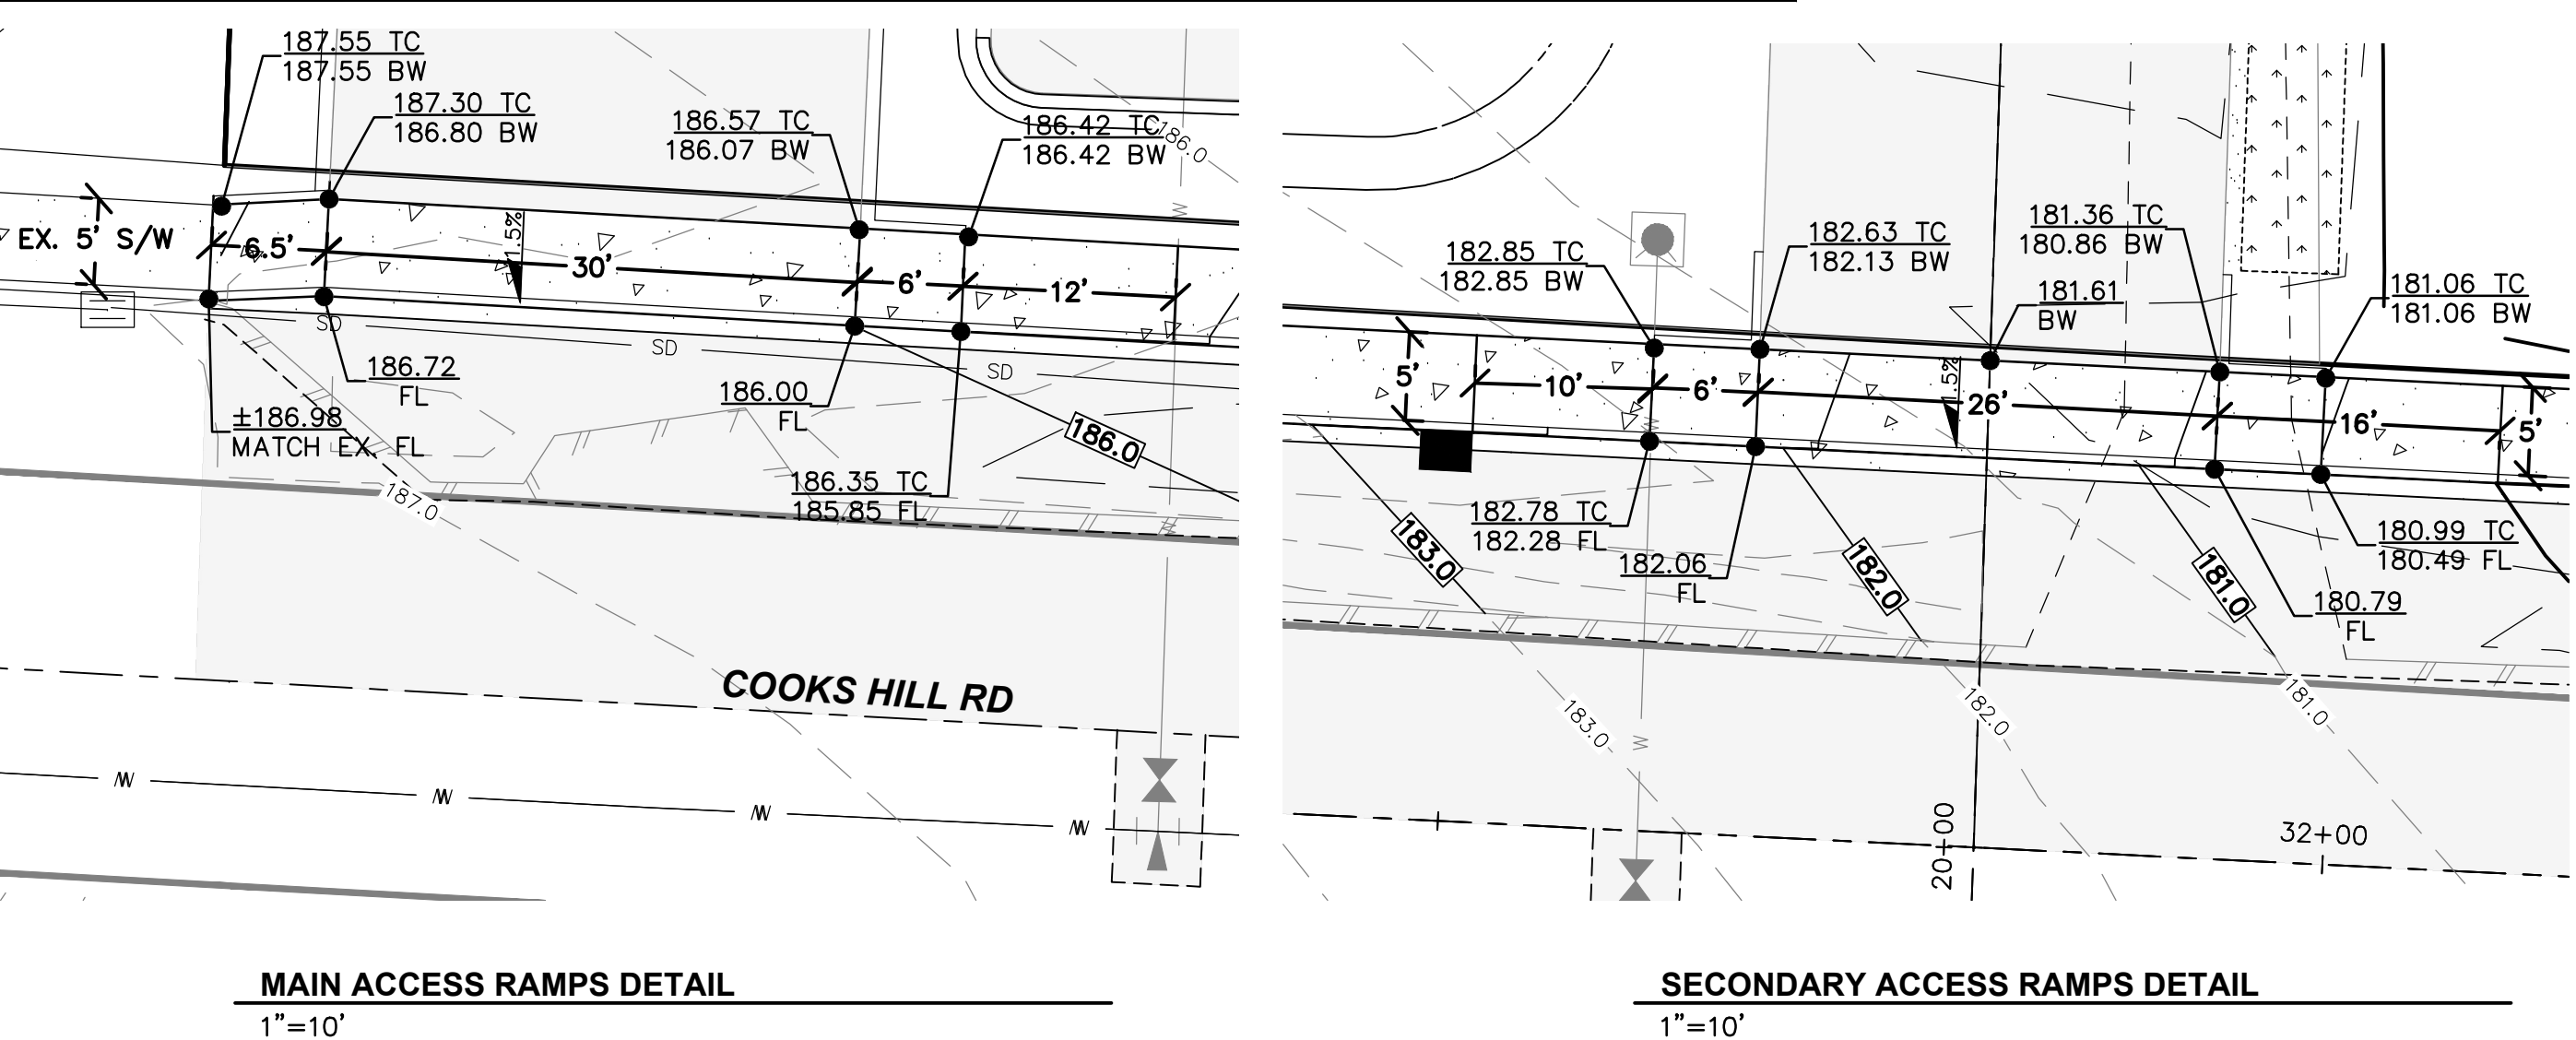 187.55 TC
187.55 BW
187.30 TC
186.80 BW
186.57 TC
186.07 BW
186.42 TC
186.42 BW
186.0
EX. 5' S/W
6.5'
1.5%
30'
6'
12'
SD
SD
SD
186.72
FL
186.00
FL
±186.98
MATCH EX. FL
186.0
186.35 TC
185.85 FL
187.0
W
W
COOKS HILL RD
W
W
W
W
MAIN ACCESS RAMPS DETAIL
1"=10'
182.85 TC
182.85 BW
182.63 TC
182.13 BW
181.36 TC
180.86 BW
181.61
BW
181.06 TC
181.06 BW
5'
10'
6'
1.5%
26'
16'
5'
W
182.78 TC
182.28 FL
182.06
FL
183.0
182.0
181.0
180.99 TC
180.49 FL
180.79
FL
183.0
182.0
181.0
W
20+00
32+00
SECONDARY ACCESS RAMPS DETAIL
1"=10'